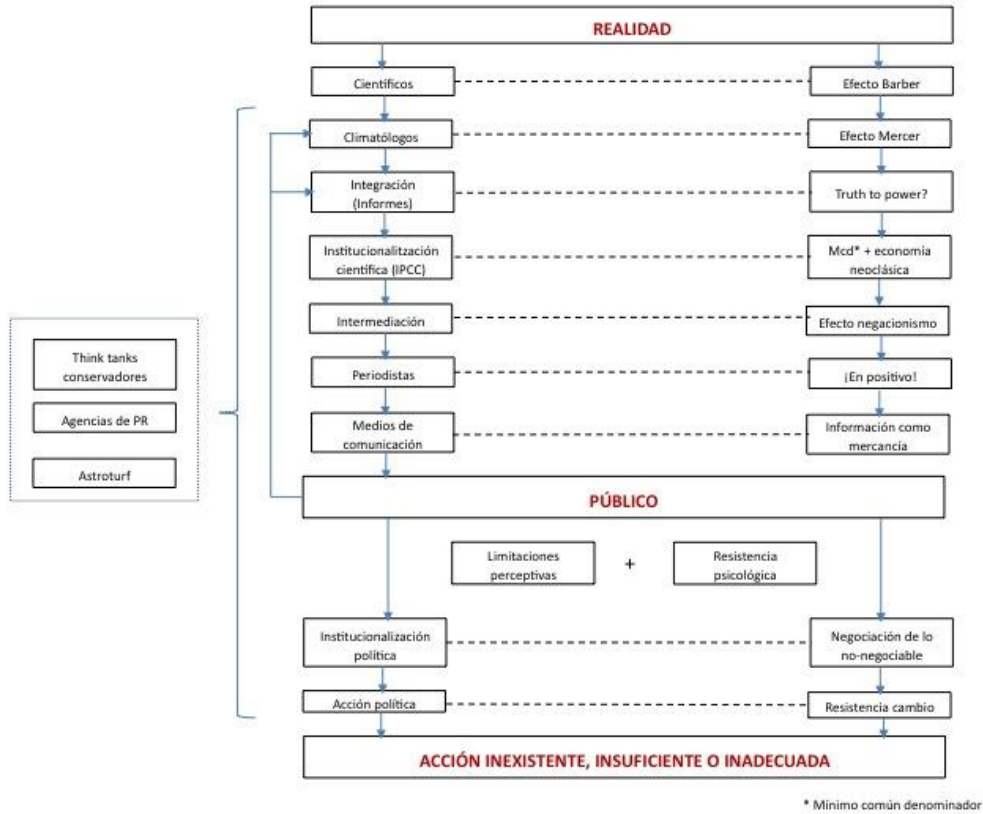 REALIDAD
Científicos
Efecto Barber
Climatólogos
Efecto Mercer
Integración
(Informes)
Truth to power?
Institucionalitzación
científica (IPCC)
Mcd* + economía
neoclásica
Intermediación
Efecto negacionismo
Periodistas
¡En positivo!
Medios de
comunicación
Información como
mercancía
Think tanks
conservadores
Agencias de PR
Astroturf
PÚBLICO
Limitaciones
perceptivas
+
Resistencia
psicológica
Institucionalización
política
Negociación de lo
no-negociable
Acción política
Resistencia cambio
ACCIÓN INEXISTENTE, INSUFICIENTE O INADECUADA
* Mínimo común denominador